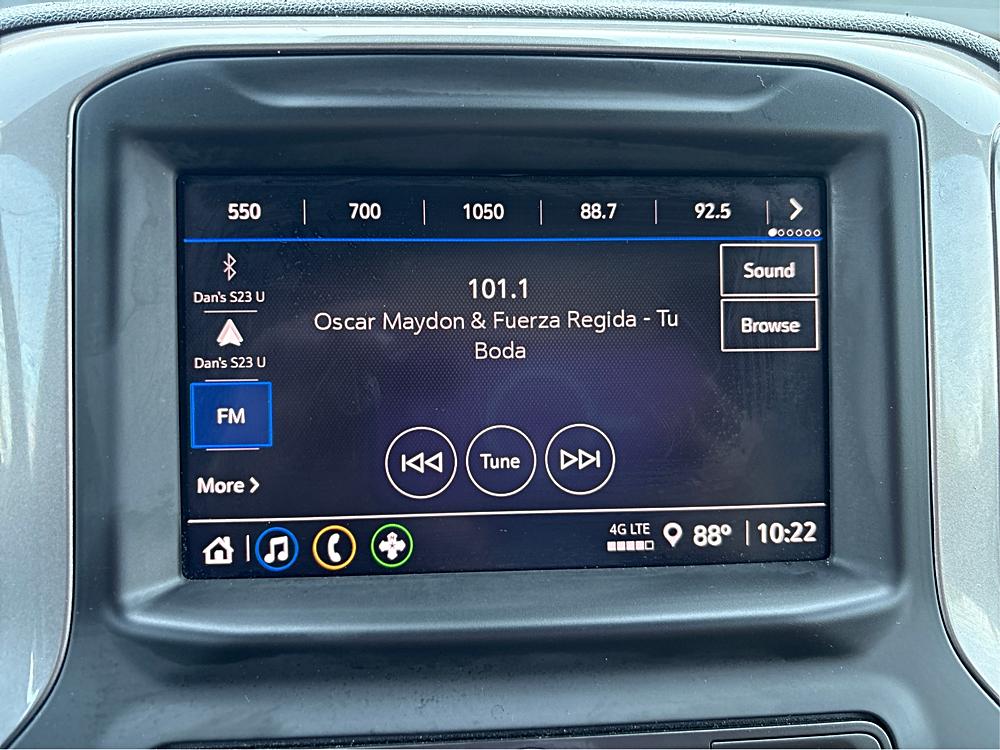 550 700 1050 88.7 92.5
Dan's S23 U
Dan's S23 U
FM
More
101.1
Oscar Maydon & Fuerza Regida - Tu
Boda
Tune
Sound
Browse
4G LTE
88° 10:22